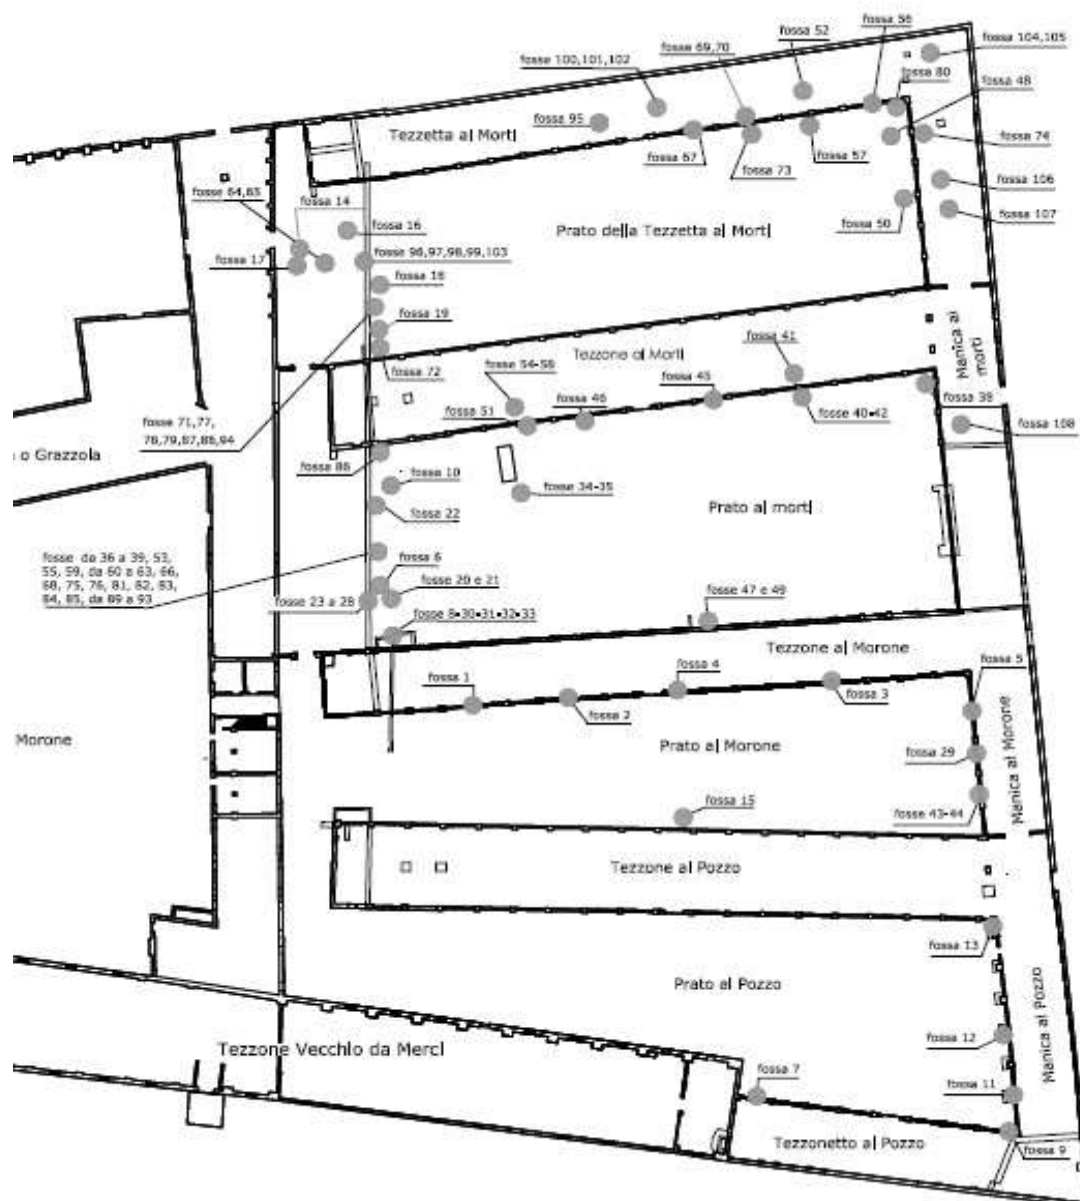 fossa 52
fossa 56
fosse 69,70
fosse 104,105
fosse 100,101,102
fossa 80
fossa 48
fossa 95
Tezzetta ai Morti
fossa 74
fossa 67
fossa 57
fossa 73
fossa 106
fosse 64,65
fossa 14
fossa 107
fossa 16
Prato della Tezzetta ai Morti
fossa 50
fossa 17
fosse 96,97,98,99,103
fossa 18
fossa 19
fossa 41
Manica ai
morti
Tezzone ai Morti
fossa 72
fosse 54-58
fossa 45
fossa 46
fossa 51
fossa 40-42
fossa 38
fossa 108
fosse 71,77,
78,79,87,88,94
o Grazzola
fossa 86
fossa 10
fosse 34-35
fossa 22
Prato ai morti
fosse da 36 a 39, 53,
55, 59, da 60 a 63, 66,
68, 75, 76, 81, 82, 83,
84, 85, da 89 a 93
fossa 6
fosse 20 e 21
fosse 23 a 28
fosse 8-30-31-32-33
fosse 47 e 49
Tezzone al Morone
fossa 5
fossa 4
fossa 1
fossa 2
fossa 3
Morone
Prato al Morone
fossa 29
Manica al Morone
fossa 15
fosse 43-44
Tezzone al Pozzo
fossa 13
Prato al Pozzo
Manica al Pozzo
fossa 12
Tezzone Vecchio da Merci
fossa 7
fossa 11
Tezzonetto al Pozzo
fossa 9